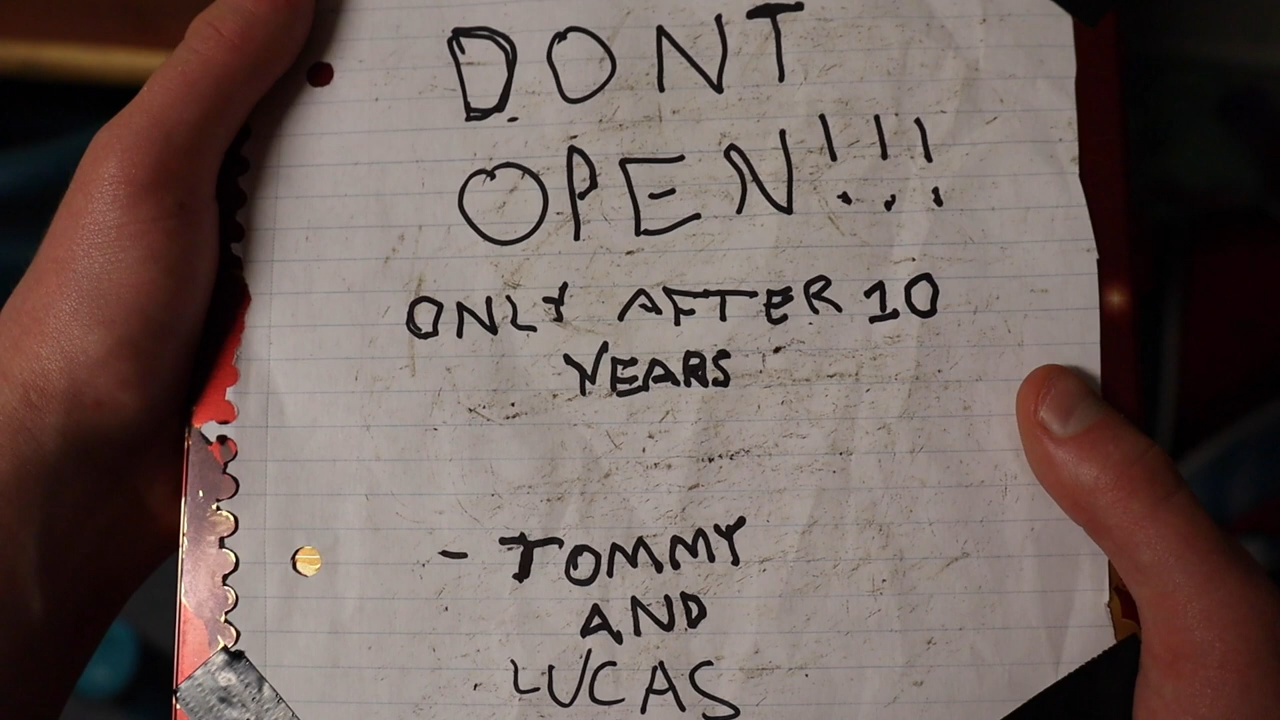 DONT
OPEN!!!
ONLY AFTER 10
YEARS
- TOMMY
AND
LUCAS